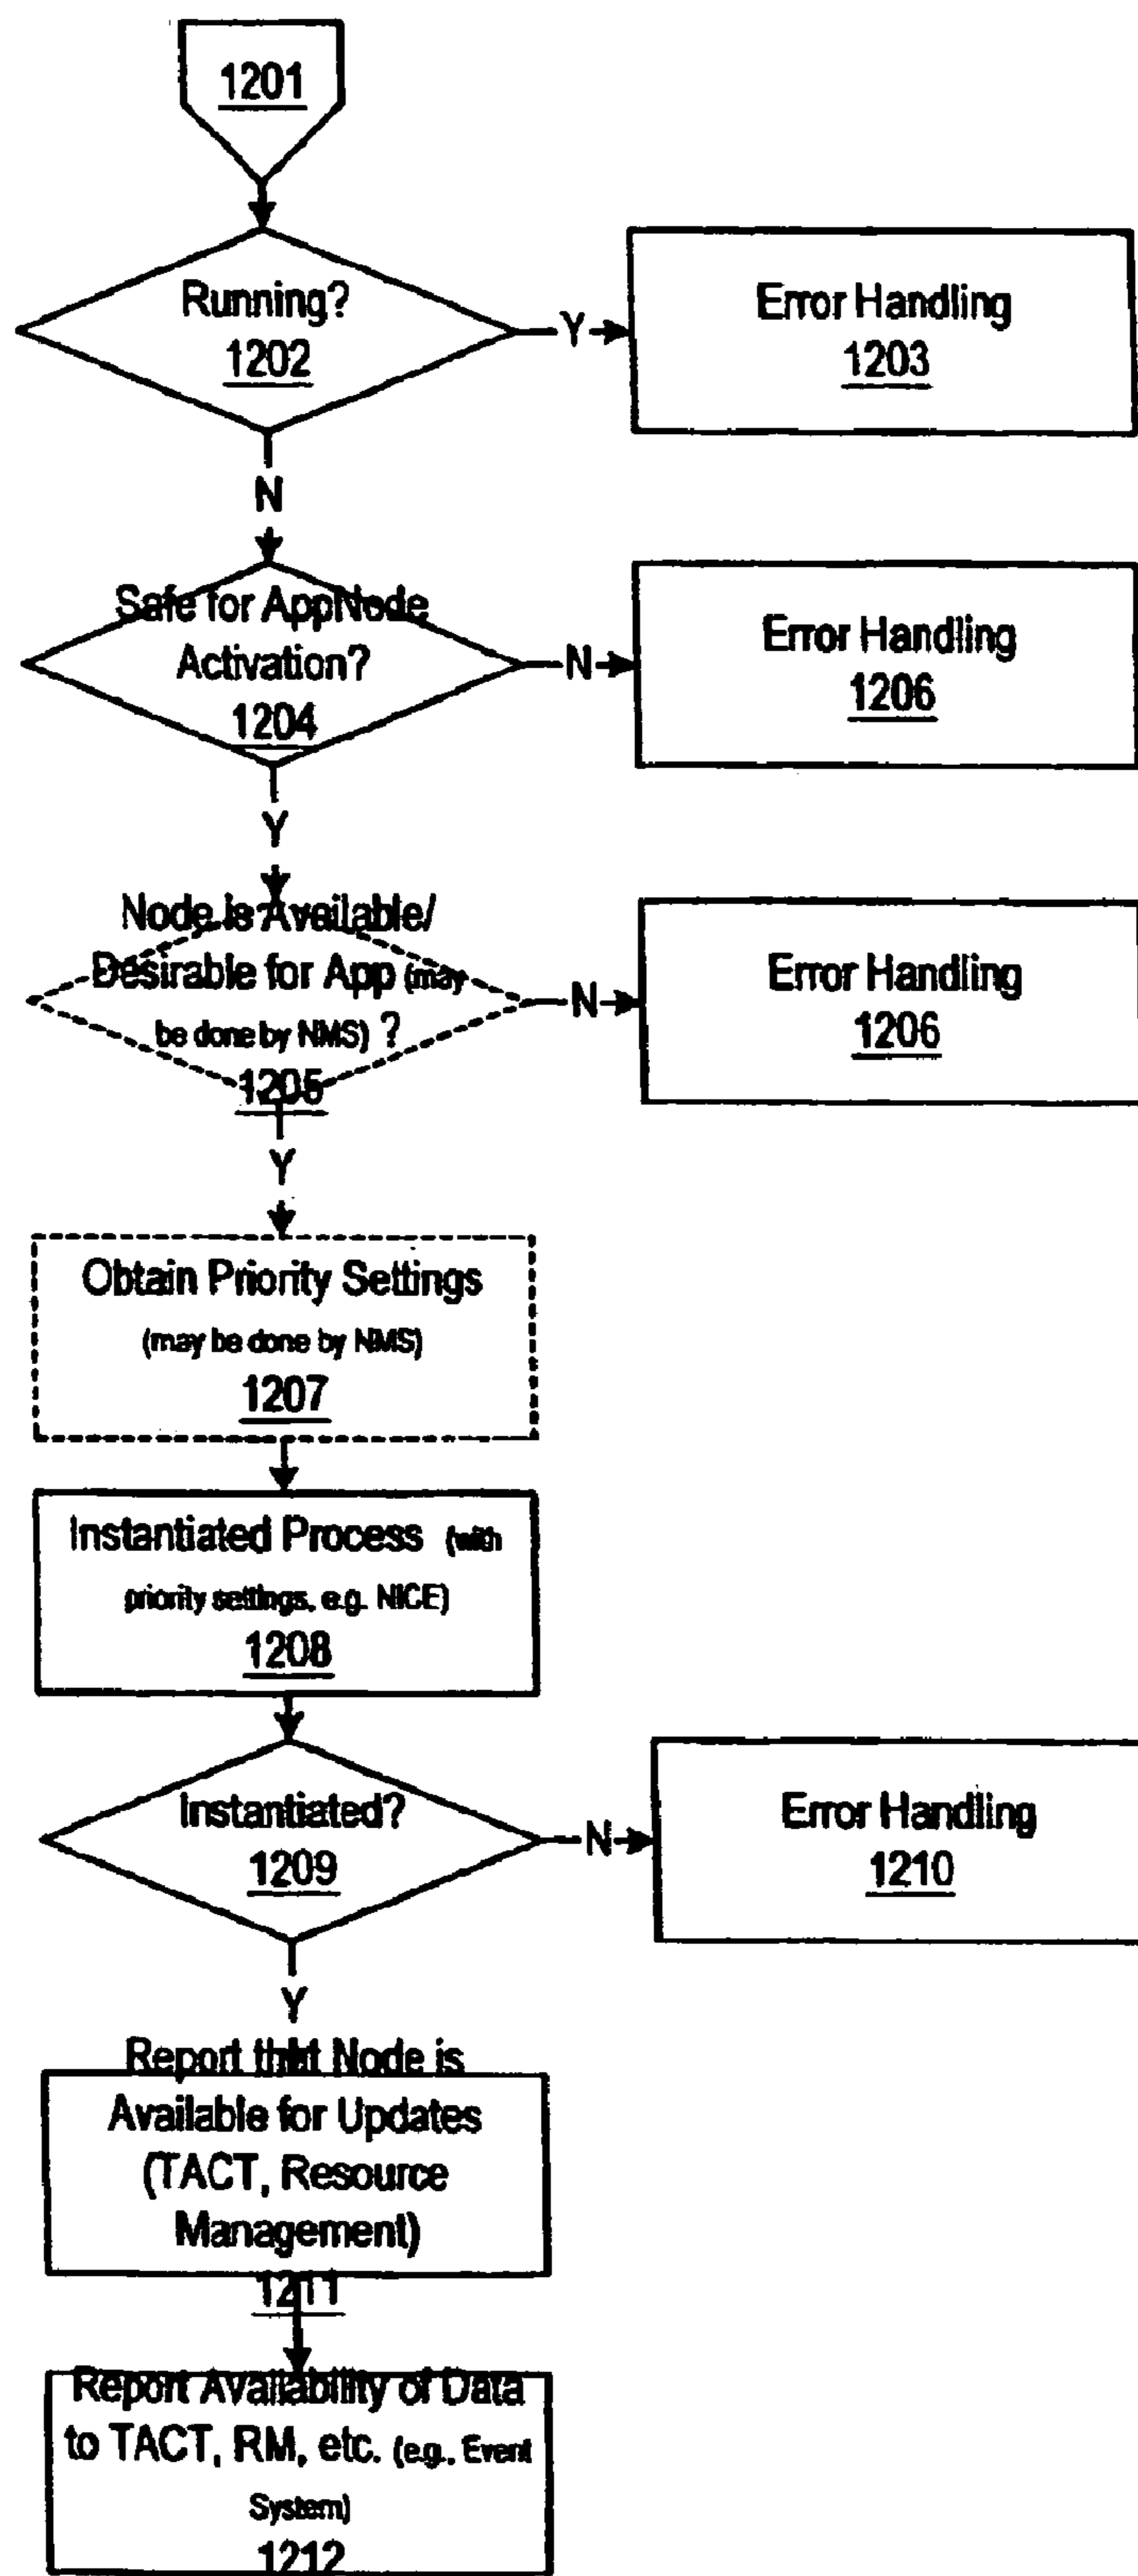 1201
Running?
1202
Y
Error Handling
1203
N
Safe for AppNode
Activation?
1204
N
Error Handling
1206
Y
Node is Available/
Desirable for App (may
be done by NMS) ?
1205
N
Error Handling
1206
Y
Obtain Priority Settings
(may be done by NMS)
1207
Instantiated Process (with
priority settings, e.g. NICE)
1208
Instantiated?
1209
N
Error Handling
1210
Y
Report that Node is
Available for Updates
(TACT, Resource
Management)
1211
Report Availability of Data
to TACT, RM, etc. (e.g., Event
System)
1212